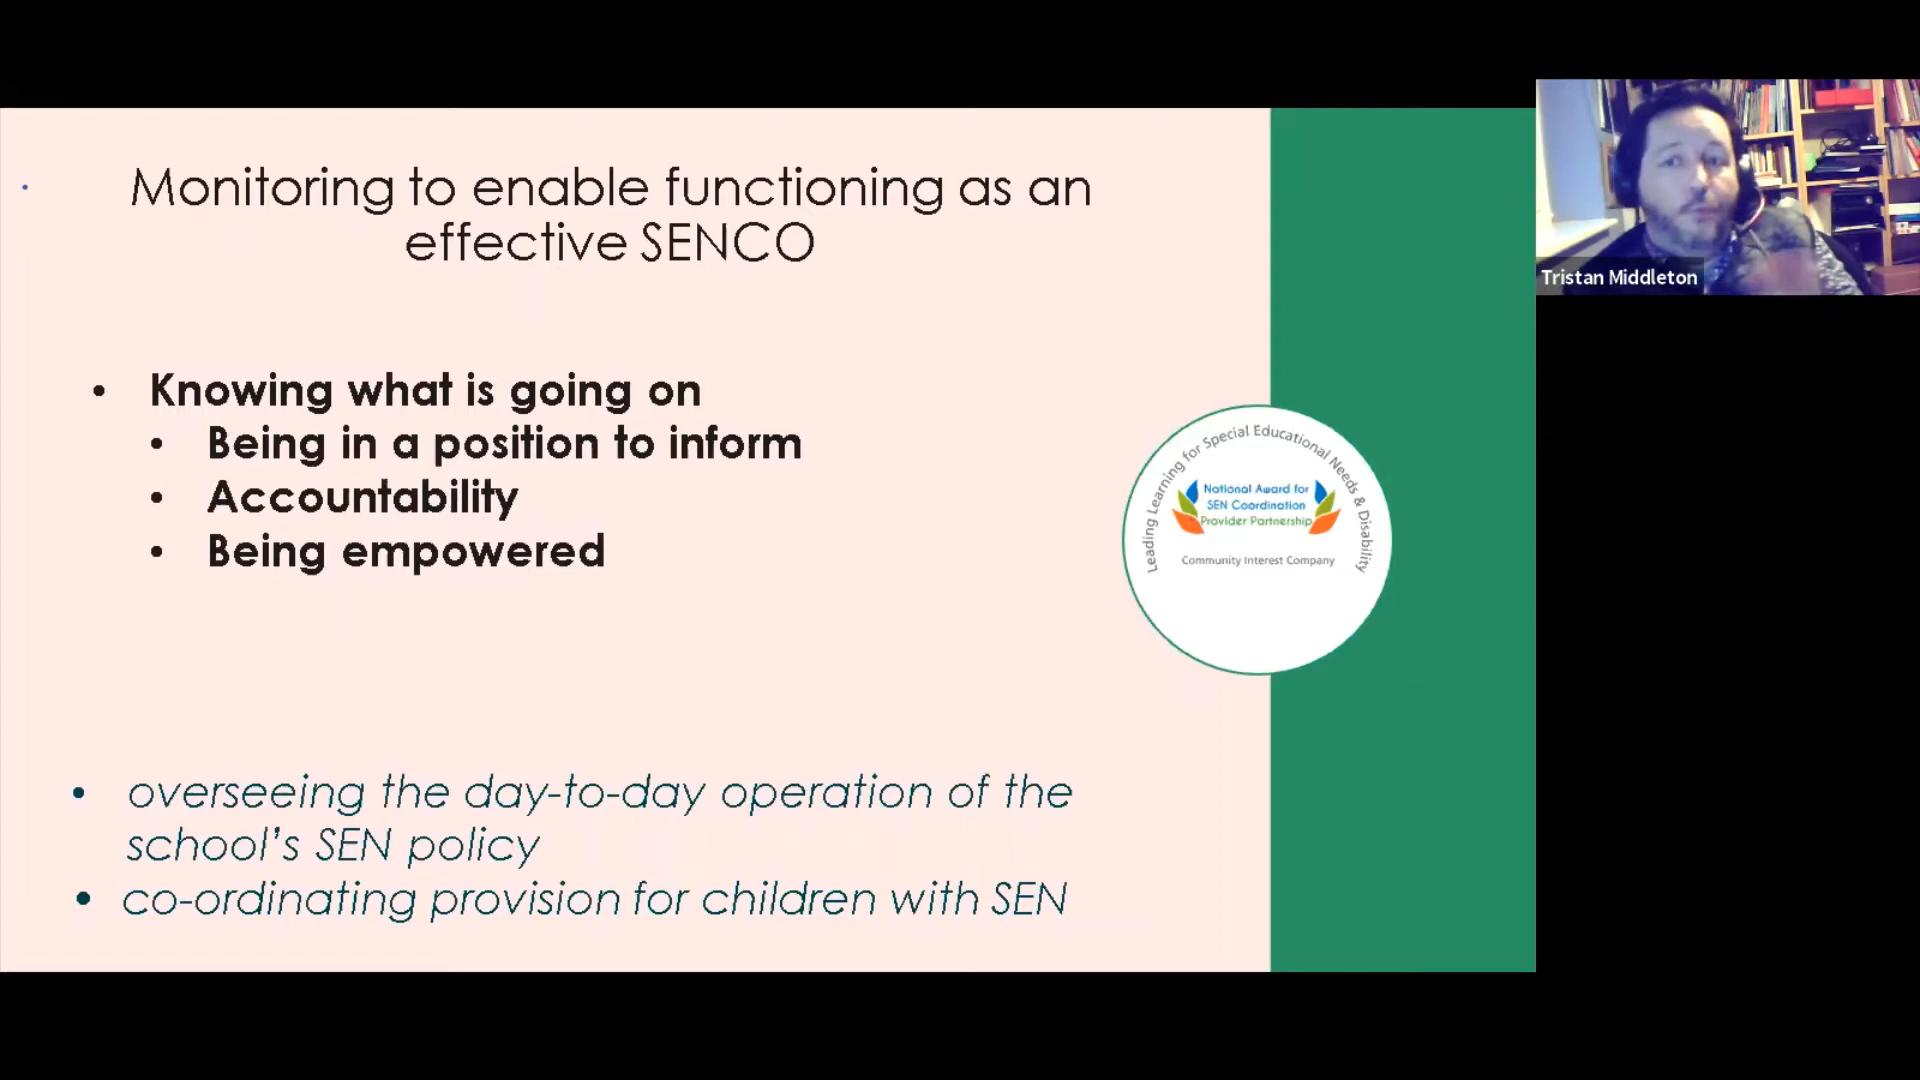 Monitoring to enable functioning as an
effective SENCO
• Knowing what is going on
• Being in a position to inform
• Accountability
• Being empowered
• overseeing the day-to-day operation of the
school's SEN policy
• co-ordinating provision for children with SEN
Leading Learning for Special Educational Needs & Disability
National Award for
SEN Coordination
Provider Partnership
Community Interest Company
Tristan Middleton